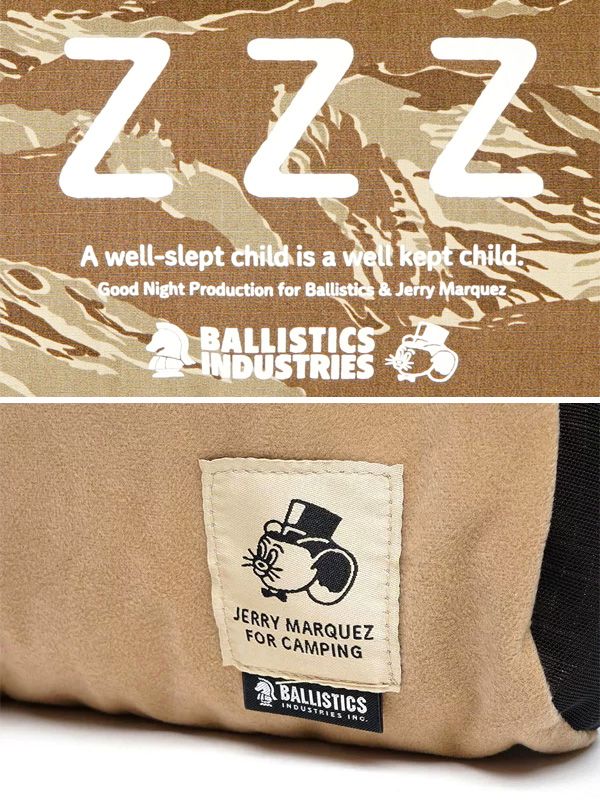 Z Z Z
A well-slept child is a well kept child.
Good Night Production for Ballistics & Jerry Marquez
BALLISTICS
INDUSTRIES
JERRY MARQUEZ
FOR CAMPING
BALLISTICS
INDUSTRIES INC.